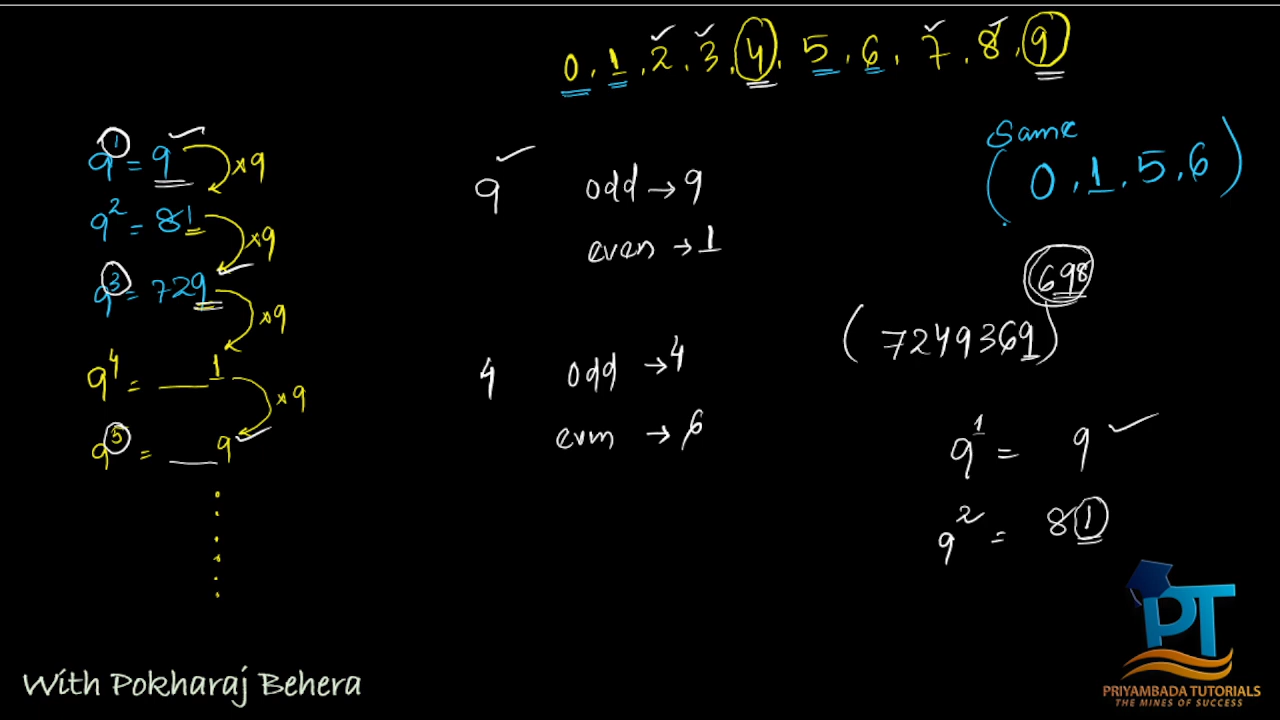 0, 1, 2, 3, 4, 5, 6, 7, 8, 9
Same
(0, 1, 5, 6)
9¹ = 9 ×9
9² = 81 ×9
9³ = 729 ×9
9⁴ = __1 ×9
9⁵ = __9
9 odd → 9
even → 1
4 odd → 4
even → 6
(7249369)⁶⁹⁸
9¹ = 9
9² = 81
With Pokharaj Behera
PT
PRIYAMBADA TUTORIALS
THE MINES OF SUCCESS